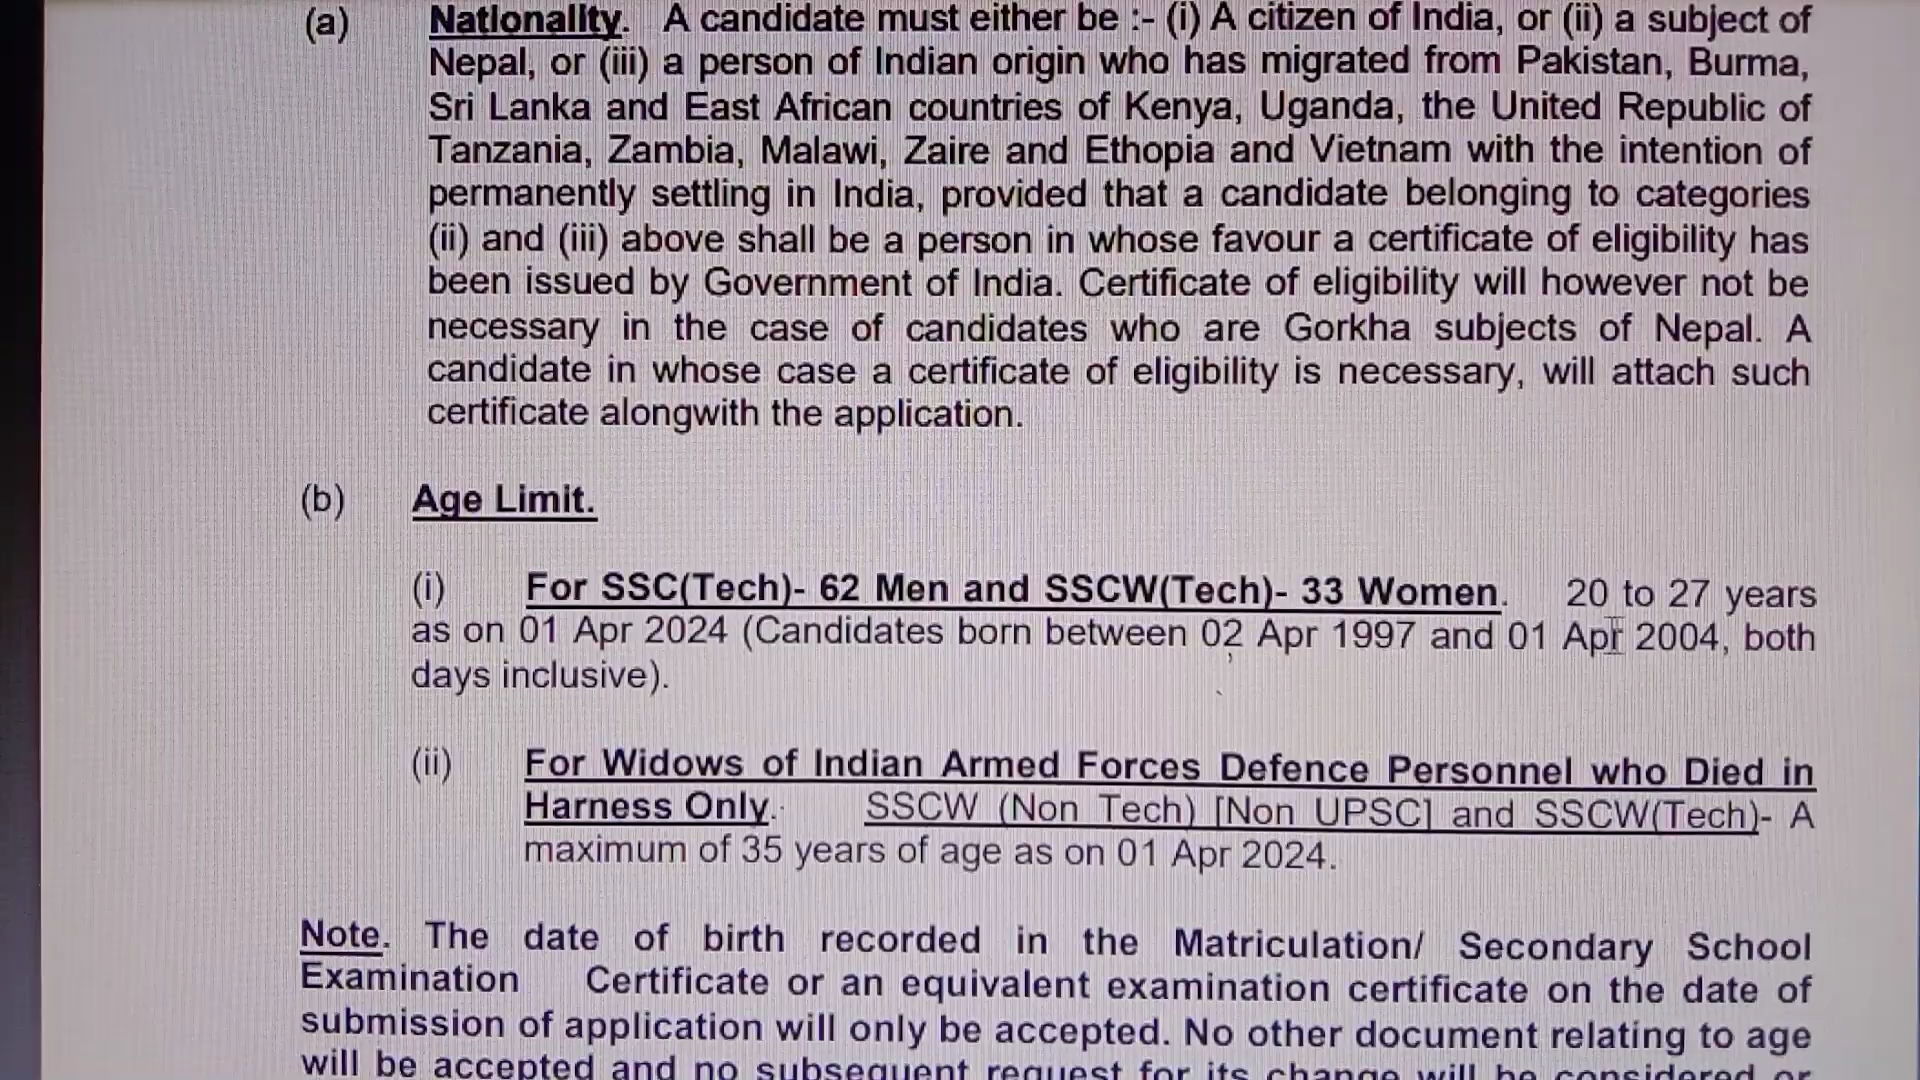 (a) Nationality. A candidate must either be :- (i) A citizen of India, or (ii) a subject of
Nepal, or (iii) a person of Indian origin who has migrated from Pakistan, Burma,
Sri Lanka and East African countries of Kenya, Uganda, the United Republic of
Tanzania, Zambia, Malawi, Zaire and Ethopia and Vietnam with the intention of
permanently settling in India, provided that a candidate belonging to categories
(ii) and (iii) above shall be a person in whose favour a certificate of eligibility has
been issued by Government of India. Certificate of eligibility will however not be
necessary in the case of candidates who are Gorkha subjects of Nepal. A
candidate in whose case a certificate of eligibility is necessary, will attach such
certificate alongwith the application.
(b) Age Limit.
(i) For SSC(Tech)- 62 Men and SSCW(Tech)- 33 Women. 20 to 27 years
as on 01 Apr 2024 (Candidates born between 02 Apr 1997 and 01 Apr 2004, both
days inclusive).
(ii) For Widows of Indian Armed Forces Defence Personnel who Died in
Harness Only. SSCW (Non Tech) [Non UPSC] and SSCW(Tech)- A
maximum of 35 years of age as on 01 Apr 2024.
Note. The date of birth recorded in the Matriculation/ Secondary School
Examination Certificate or an equivalent examination certificate on the date of
submission of application will only be accepted. No other document relating to age
will be accepted and no subsequent request for its change will be considered or